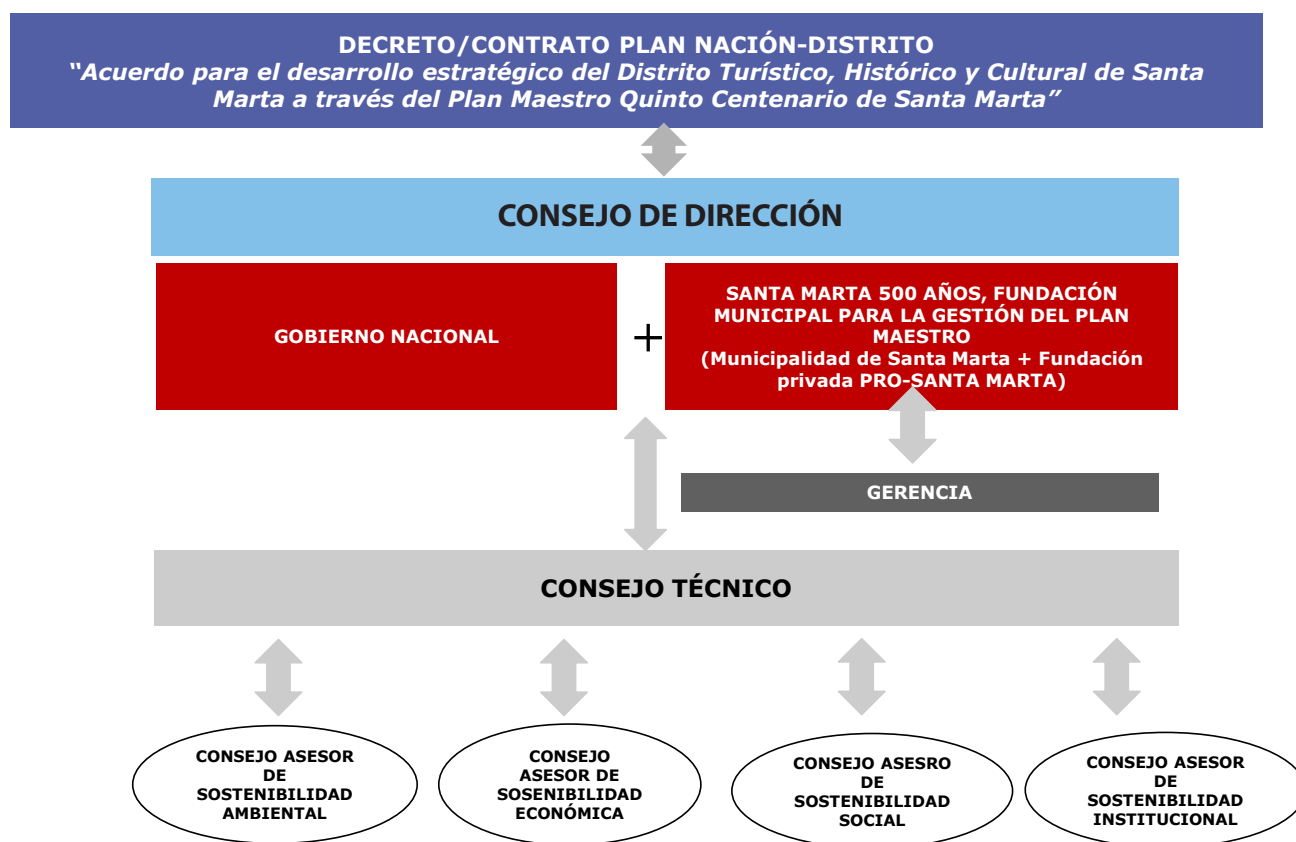 DECRETO/CONTRATO PLAN NACIÓN-DISTRITO
“Acuerdo para el desarrollo estratégico del Distrito Turístico, Histórico y Cultural de Santa
Marta a través del Plan Maestro Quinto Centenario de Santa Marta”
CONSEJO DE DIRECCIÓN
GOBIERNO NACIONAL
+
SANTA MARTA 500 AÑOS, FUNDACIÓN
MUNICIPAL PARA LA GESTIÓN DEL PLAN
MAESTRO
(Municipalidad de Santa Marta + Fundación
privada PRO-SANTA MARTA)
GERENCIA
CONSEJO TÉCNICO
CONSEJO ASESOR
DE
SOSTENIBILIDAD
AMBIENTAL
CONSEJO
ASESOR DE
SOSENIBILIDAD
ECONÓMICA
CONSEJO ASESRO
DE
SOSTENIBILIDAD
SOCIAL
CONSEJO ASESOR
DE
SOSTENIBILIDAD
INSTITUCIONAL